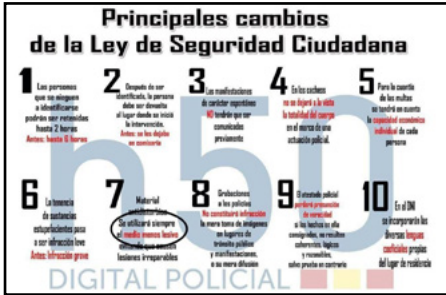 Principales cambios
de la Ley de Seguridad Ciudadana
1
Las personas
que se nieguen
a identificarse
podrán ser retenidas
hasta 2 horas
Antes: hasta 6 horas
2
Después de ser
identificada, la persona
debe ser devuelta
al lugar donde se inició
la intervención.
Antes: se les dejaba
en comisaría
3
Las manifestaciones
de carácter espontáneo
NO tendrán que ser
comunicadas
previamente
4
En los cacheos
no se dejará a la vista
la totalidad del cuerpo
en el marco de una
actuación policial.
5
Para la cuantía
de las multas
se tendrá en cuenta
la capacidad económica
individual de cada
persona
6
La tenencia
de sustancias
estupefacientes pasa
a ser infracción leve
Antes: Infracción grave
7
Material
Se utilizará siempre
el medio menos lesivo
lesiones irreparables
8
Grabaciones
a los policías
No constituirá infracción
la mera toma de imágenes
en lugares de
tránsito público
y manifestaciones,
o su mera difusión
9
El atestado policial
perderá presunción
de veracidad
si los hechos en ella
consignados, no resultan
coherentes, lógicos
y razonables,
salvo prueba en contrario
10
En el DNI
se incorporarán las
diversas lenguas
cooficiales propias
del lugar de residencia
h50
DIGITAL POLICIAL